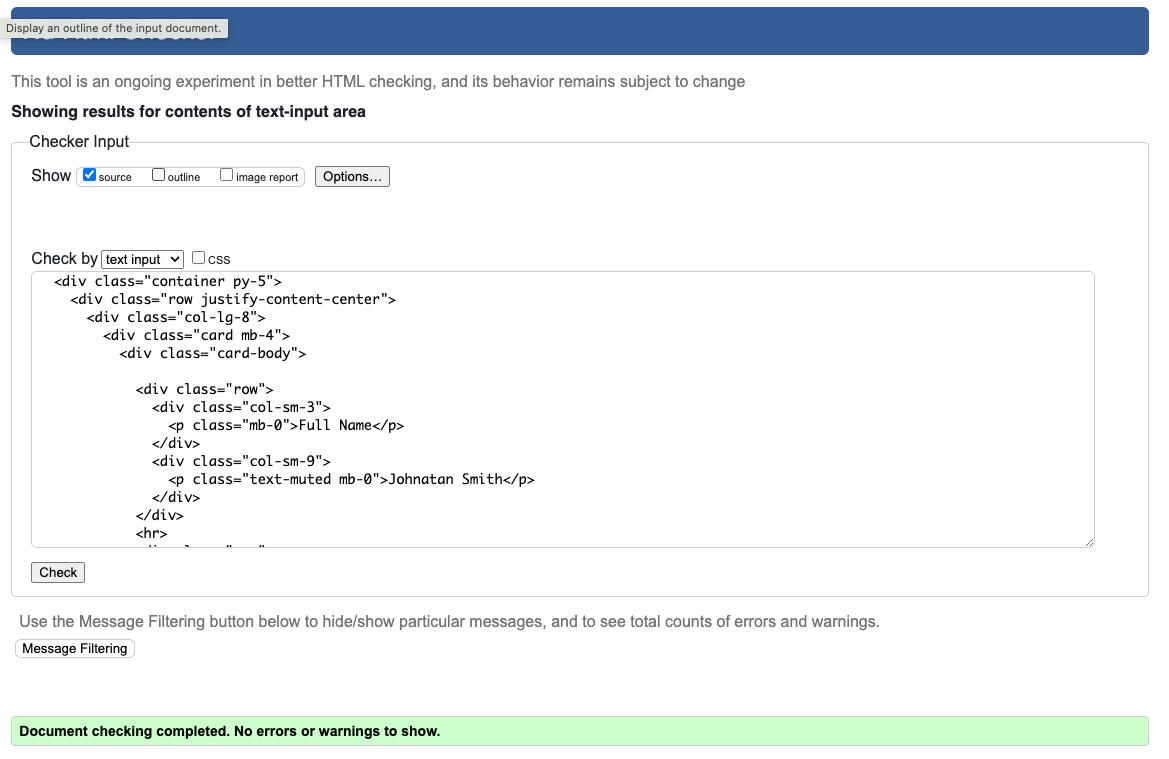 Display an outline of the input document.
This tool is an ongoing experiment in better HTML checking, and its behavior remains subject to change
Showing results for contents of text-input area
Checker Input
Show source outline image report Options...
Check by text input css
<div class="container py-5">
<div class="row justify-content-center">
<div class="col-lg-8">
<div class="card mb-4">
<div class="card-body">
<div class="row">
<div class="col-sm-3">
<p class="mb-0">Full Name</p>
</div>
<div class="col-sm-9">
<p class="text-muted mb-0">Johnatan Smith</p>
</div>
</div>
<hr>
Check
Use the Message Filtering button below to hide/show particular messages, and to see total counts of errors and warnings.
Message Filtering
Document checking completed. No errors or warnings to show.